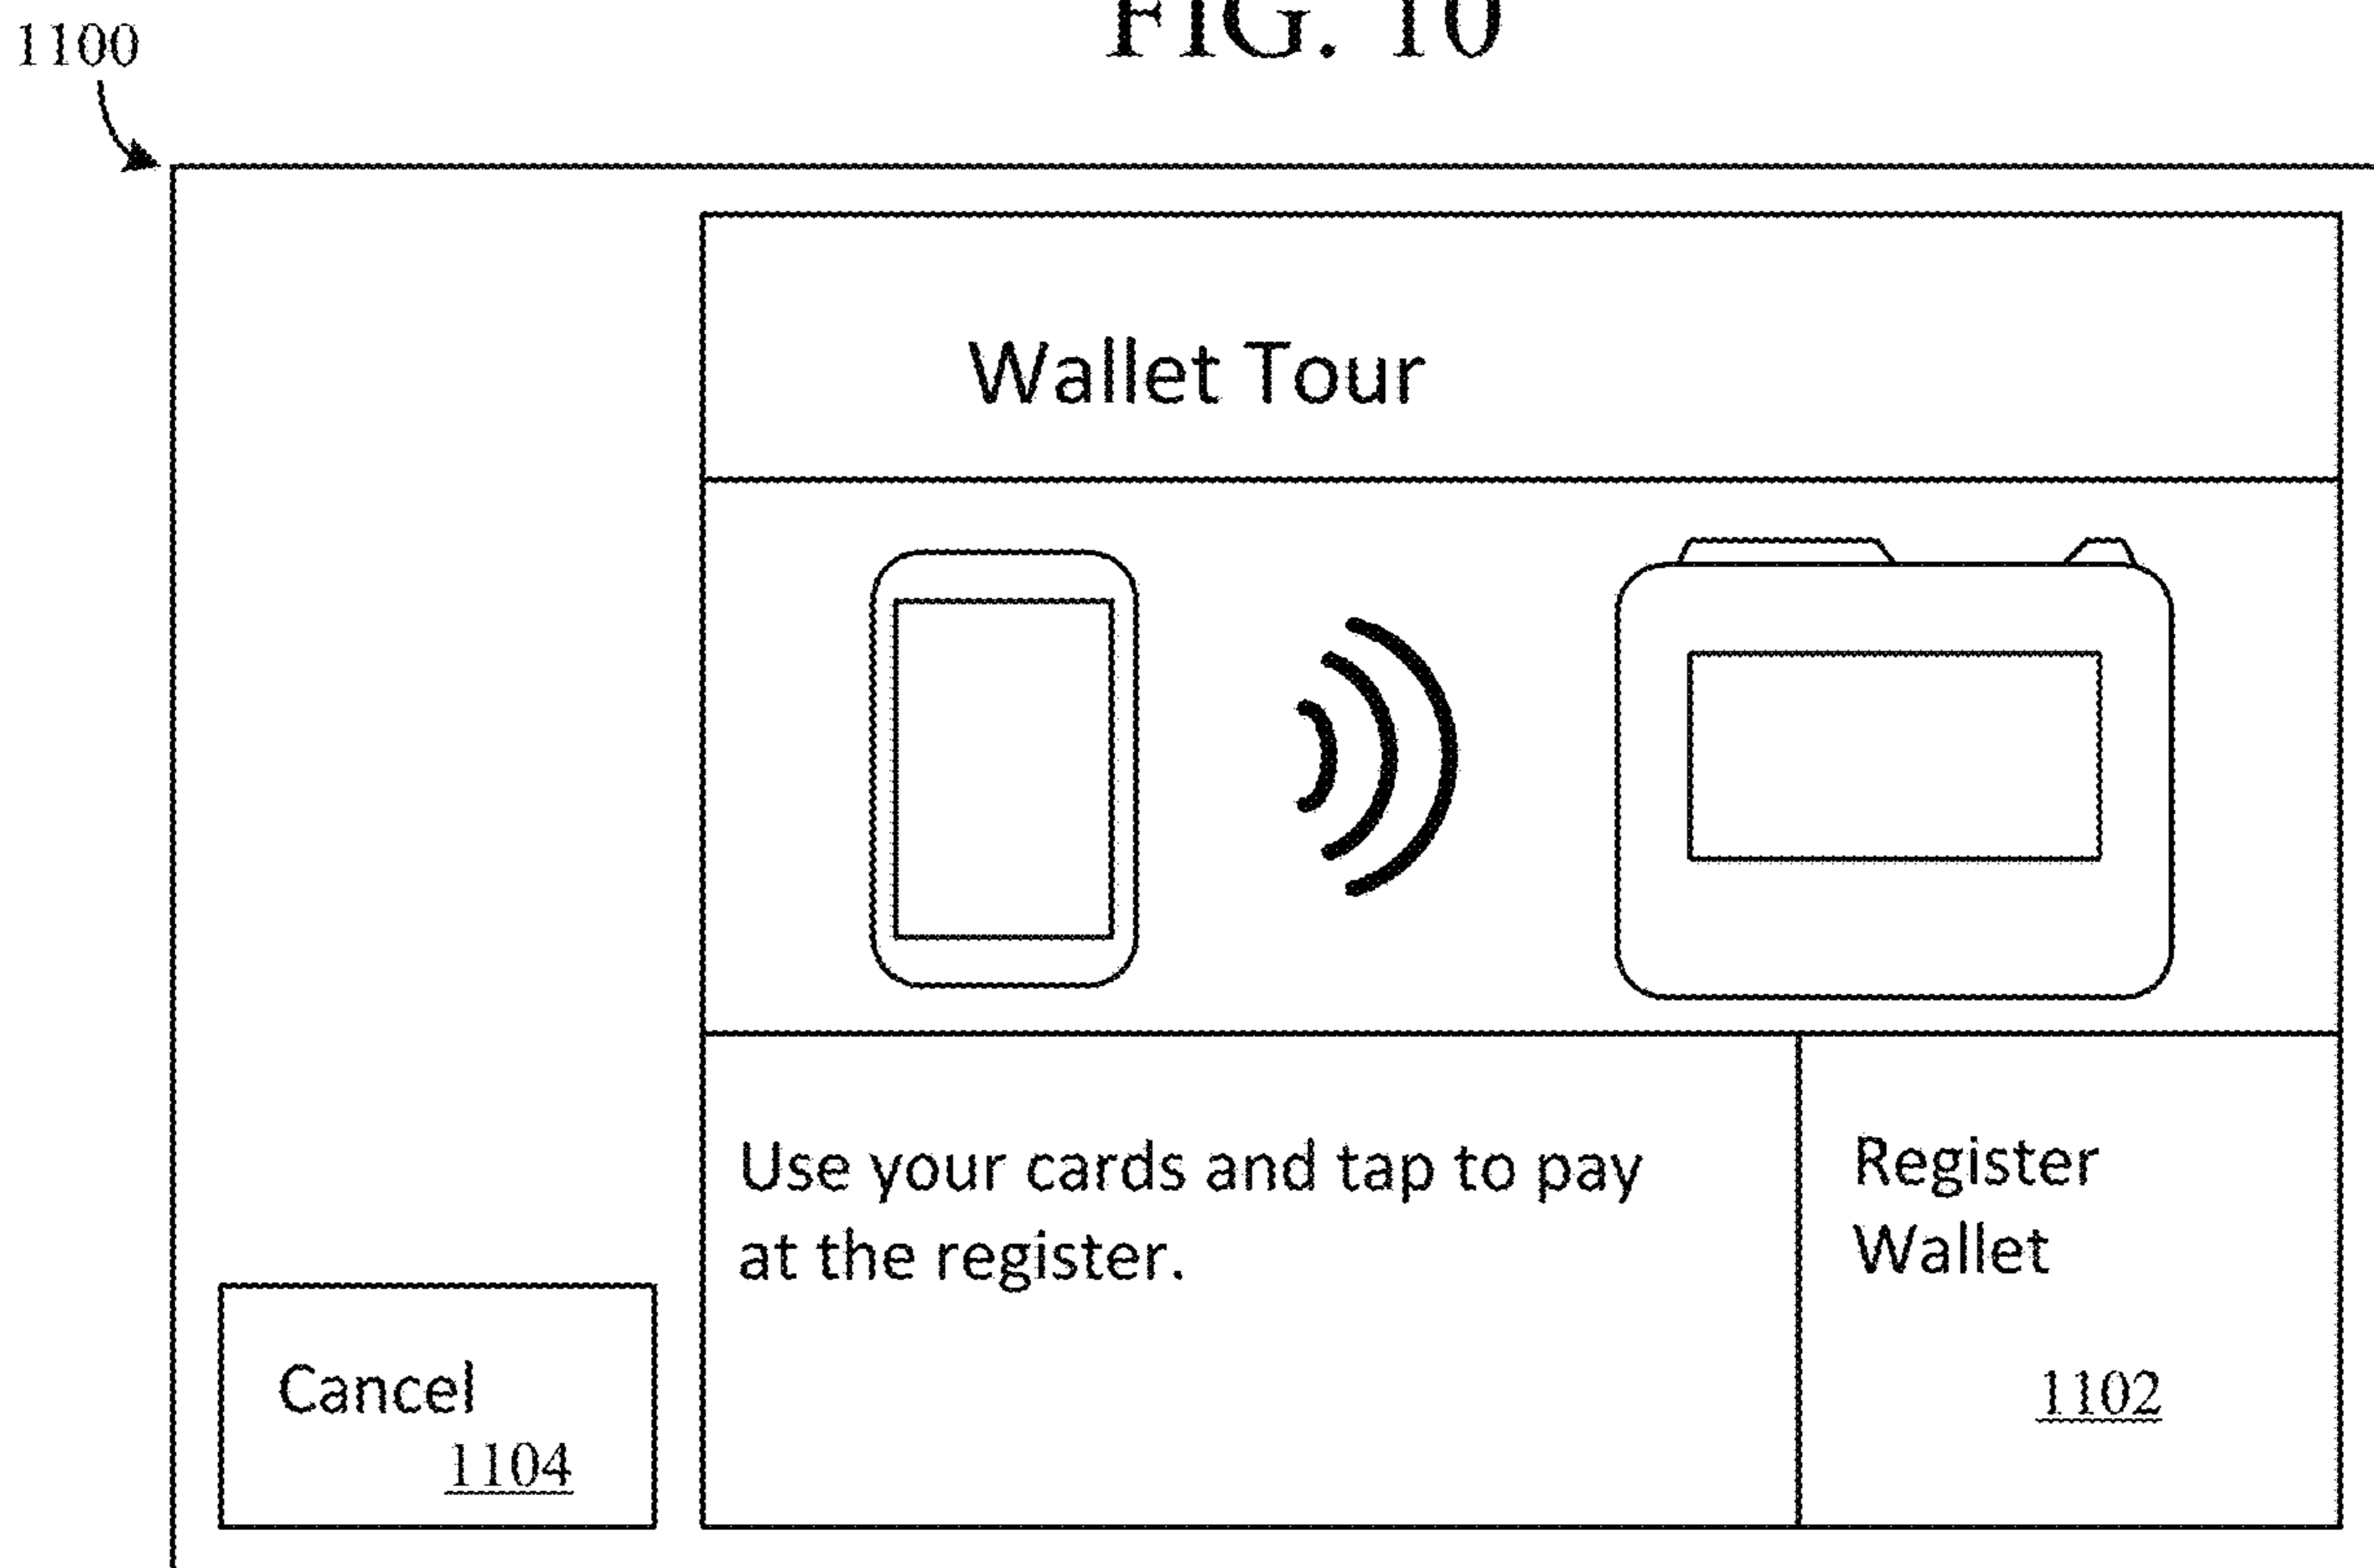 FIG. 10
1100
Wallet Tour
Use your cards and tap to pay
at the register.
Register
Wallet
1102
Cancel
1104